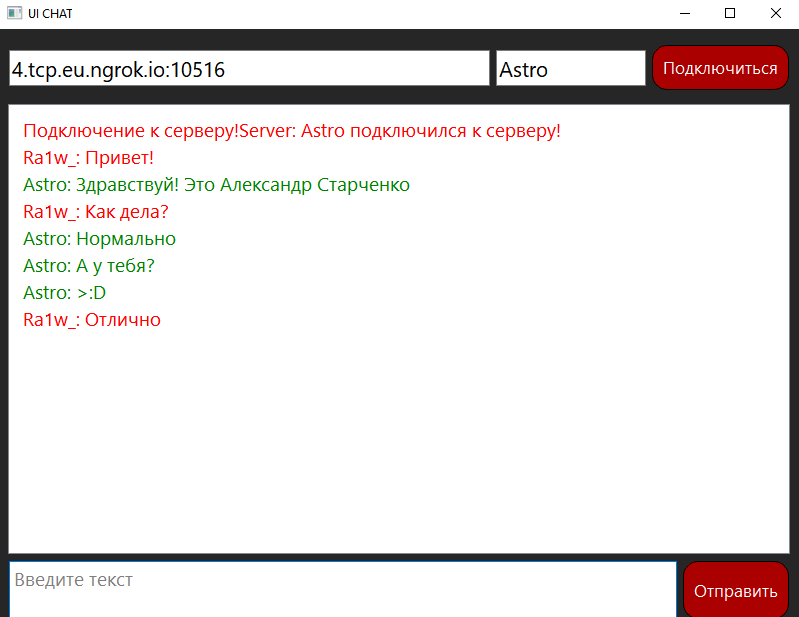 UI CHAT
4.tcp.eu.ngrok.io:10516 Astro Подключиться
Подключение к серверу!Server: Astro подключился к серверу!
Ra1w_: Привет!
Astro: Здравствуй! Это Александр Старченко
Ra1w_: Как дела?
Astro: Нормально
Astro: А у тебя?
Astro: >:D
Ra1w_: Отлично
Введите текст
Отправить